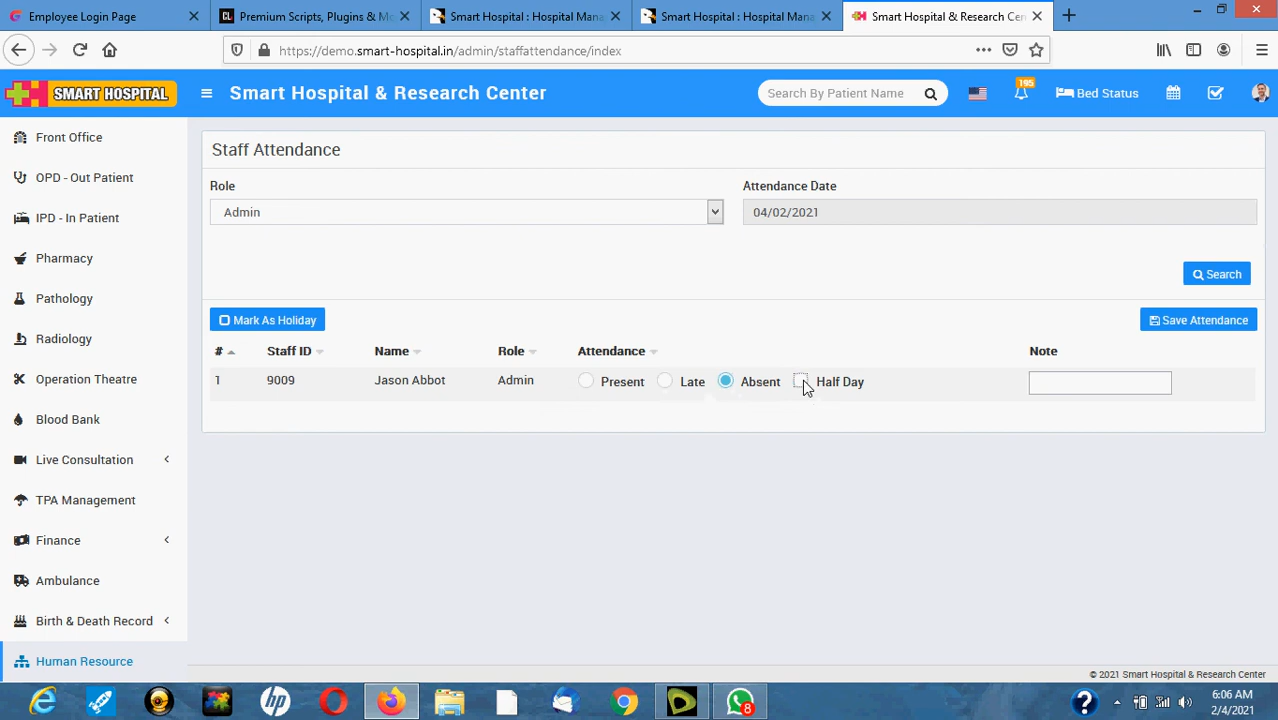 Employee Login Page
Premium Scripts, Plugins & Mo
Smart Hospital : Hospital Mana
Smart Hospital : Hospital Mana
Smart Hospital & Research Cen
https://demo.smart-hospital.in/admin/staffattendance/index
SMART HOSPITAL
Smart Hospital & Research Center
Search By Patient Name
195
Bed Status
Front Office
OPD - Out Patient
IPD - In Patient
Pharmacy
Pathology
Radiology
Operation Theatre
Blood Bank
Live Consultation
TPA Management
Finance
Ambulance
Birth & Death Record
Human Resource
Staff Attendance
Role
Attendance Date
Admin
04/02/2021
Search
Mark As Holiday
Save Attendance
# Staff ID Name Role Attendance Note
1 9009 Jason Abbot Admin Present Late Absent Half Day
© 2021 Smart Hospital & Research Center
CL
hp
8
?
6:06 AM
2/4/2021